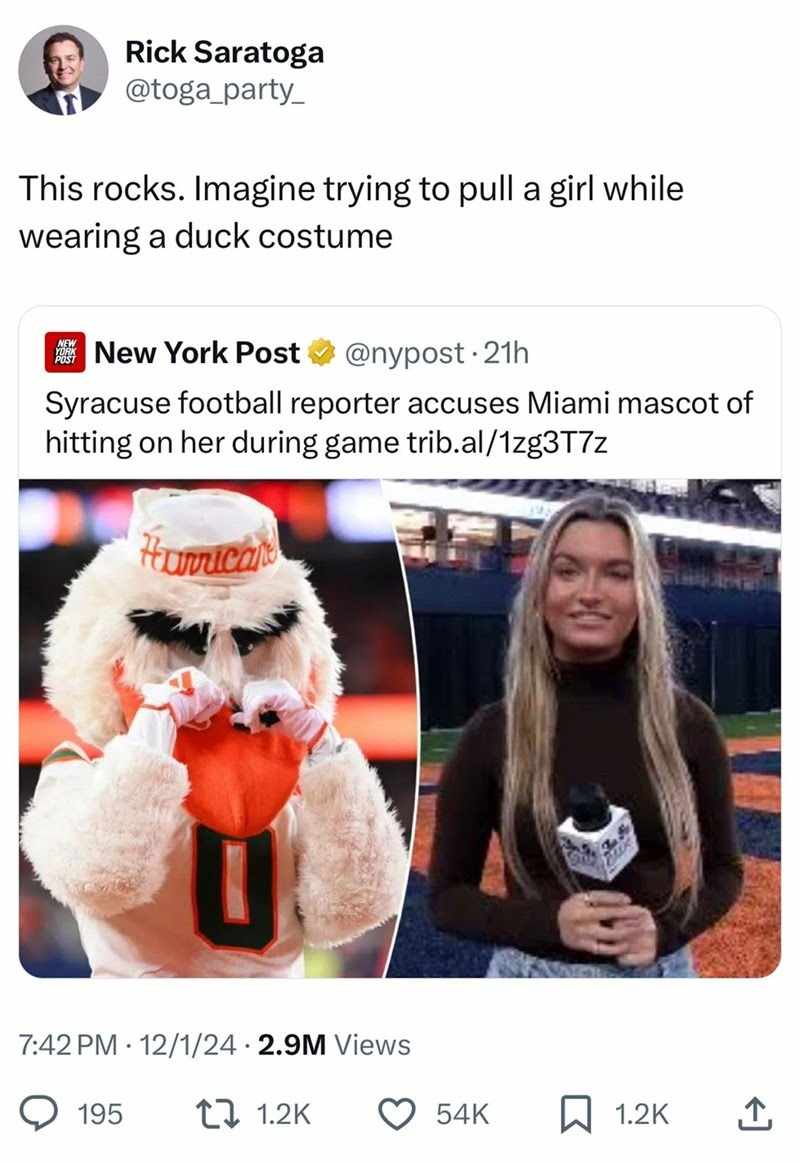 Rick Saratoga
@toga_party_
This rocks. Imagine trying to pull a girl while
wearing a duck costume
NEW
YORK
POST
New York Post @nypost · 21h
Syracuse football reporter accuses Miami mascot of
hitting on her during game trib.al/1zg3T7z
Hurricane
0
7:42 PM · 12/1/24 · 2.9M Views
195 1.2K 54K 1.2K